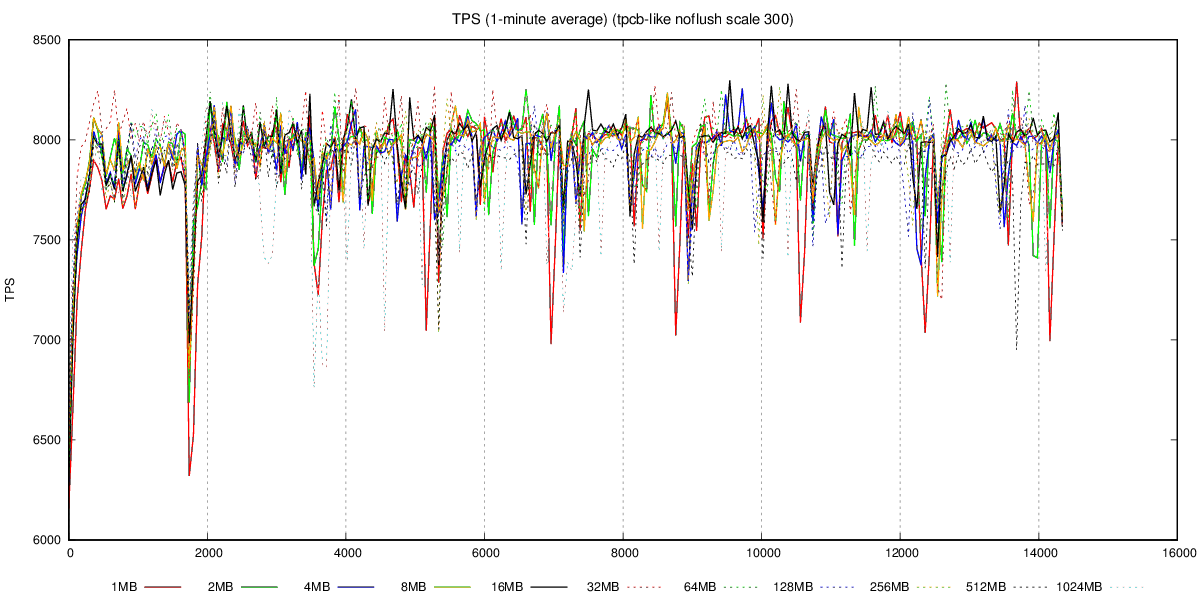 TPS (1-minute average) (tpcb-like noflush scale 300)
8500
8000
7500
7000
6500
6000
TPS
0 2000 4000 6000 8000 10000 12000 14000 16000
1MB 2MB 4MB 8MB 16MB 32MB 64MB 128MB 256MB 512MB 1024MB